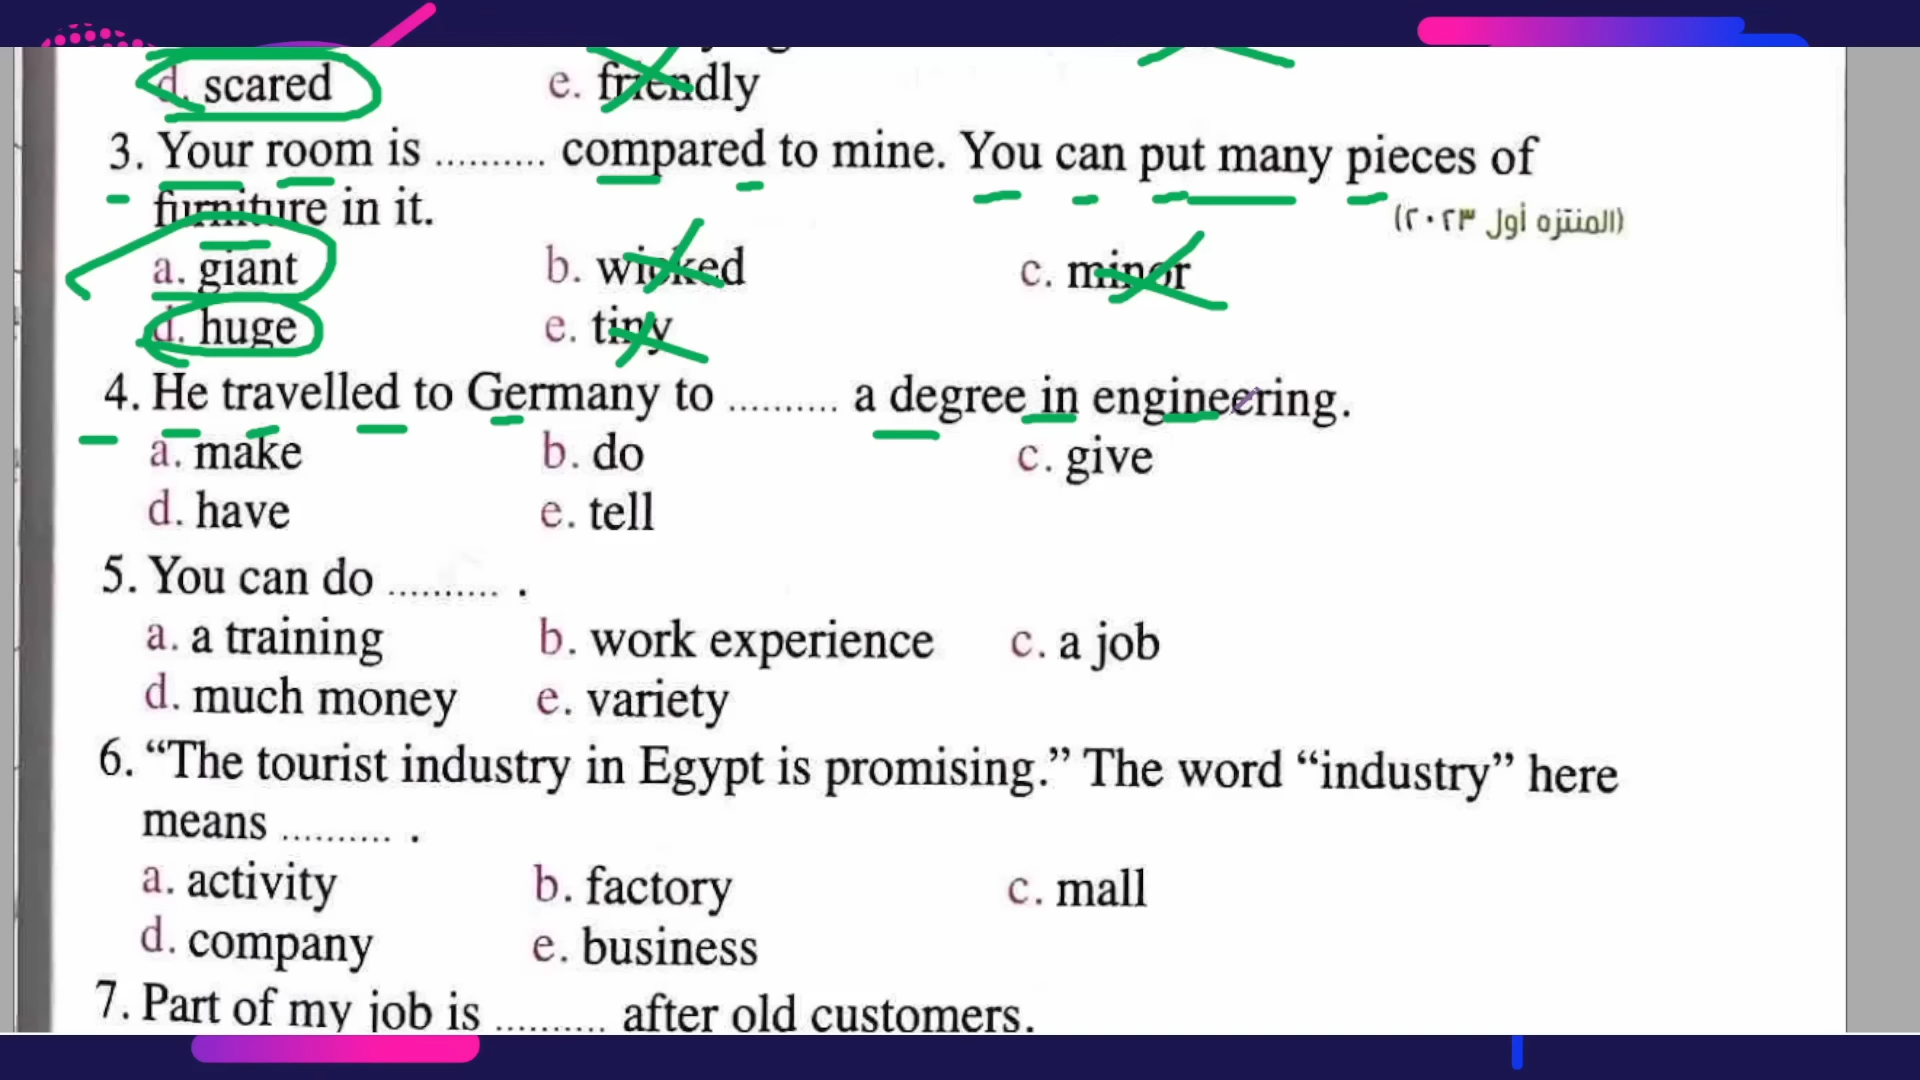 d. scared e. friendly
3. Your room is .......... compared to mine. You can put many pieces of
furniture in it.
(المنتزه أول ٢٠٢٣)
a. giant b. wicked c. minor
d. huge e. tiny
4. He travelled to Germany to .......... a degree in engineering.
a. make b. do c. give
d. have e. tell
5. You can do .......... .
a. a training b. work experience c. a job
d. much money e. variety
6. “The tourist industry in Egypt is promising.” The word “industry” here
means .......... .
a. activity b. factory c. mall
d. company e. business
7. Part of my job is .......... after old customers.